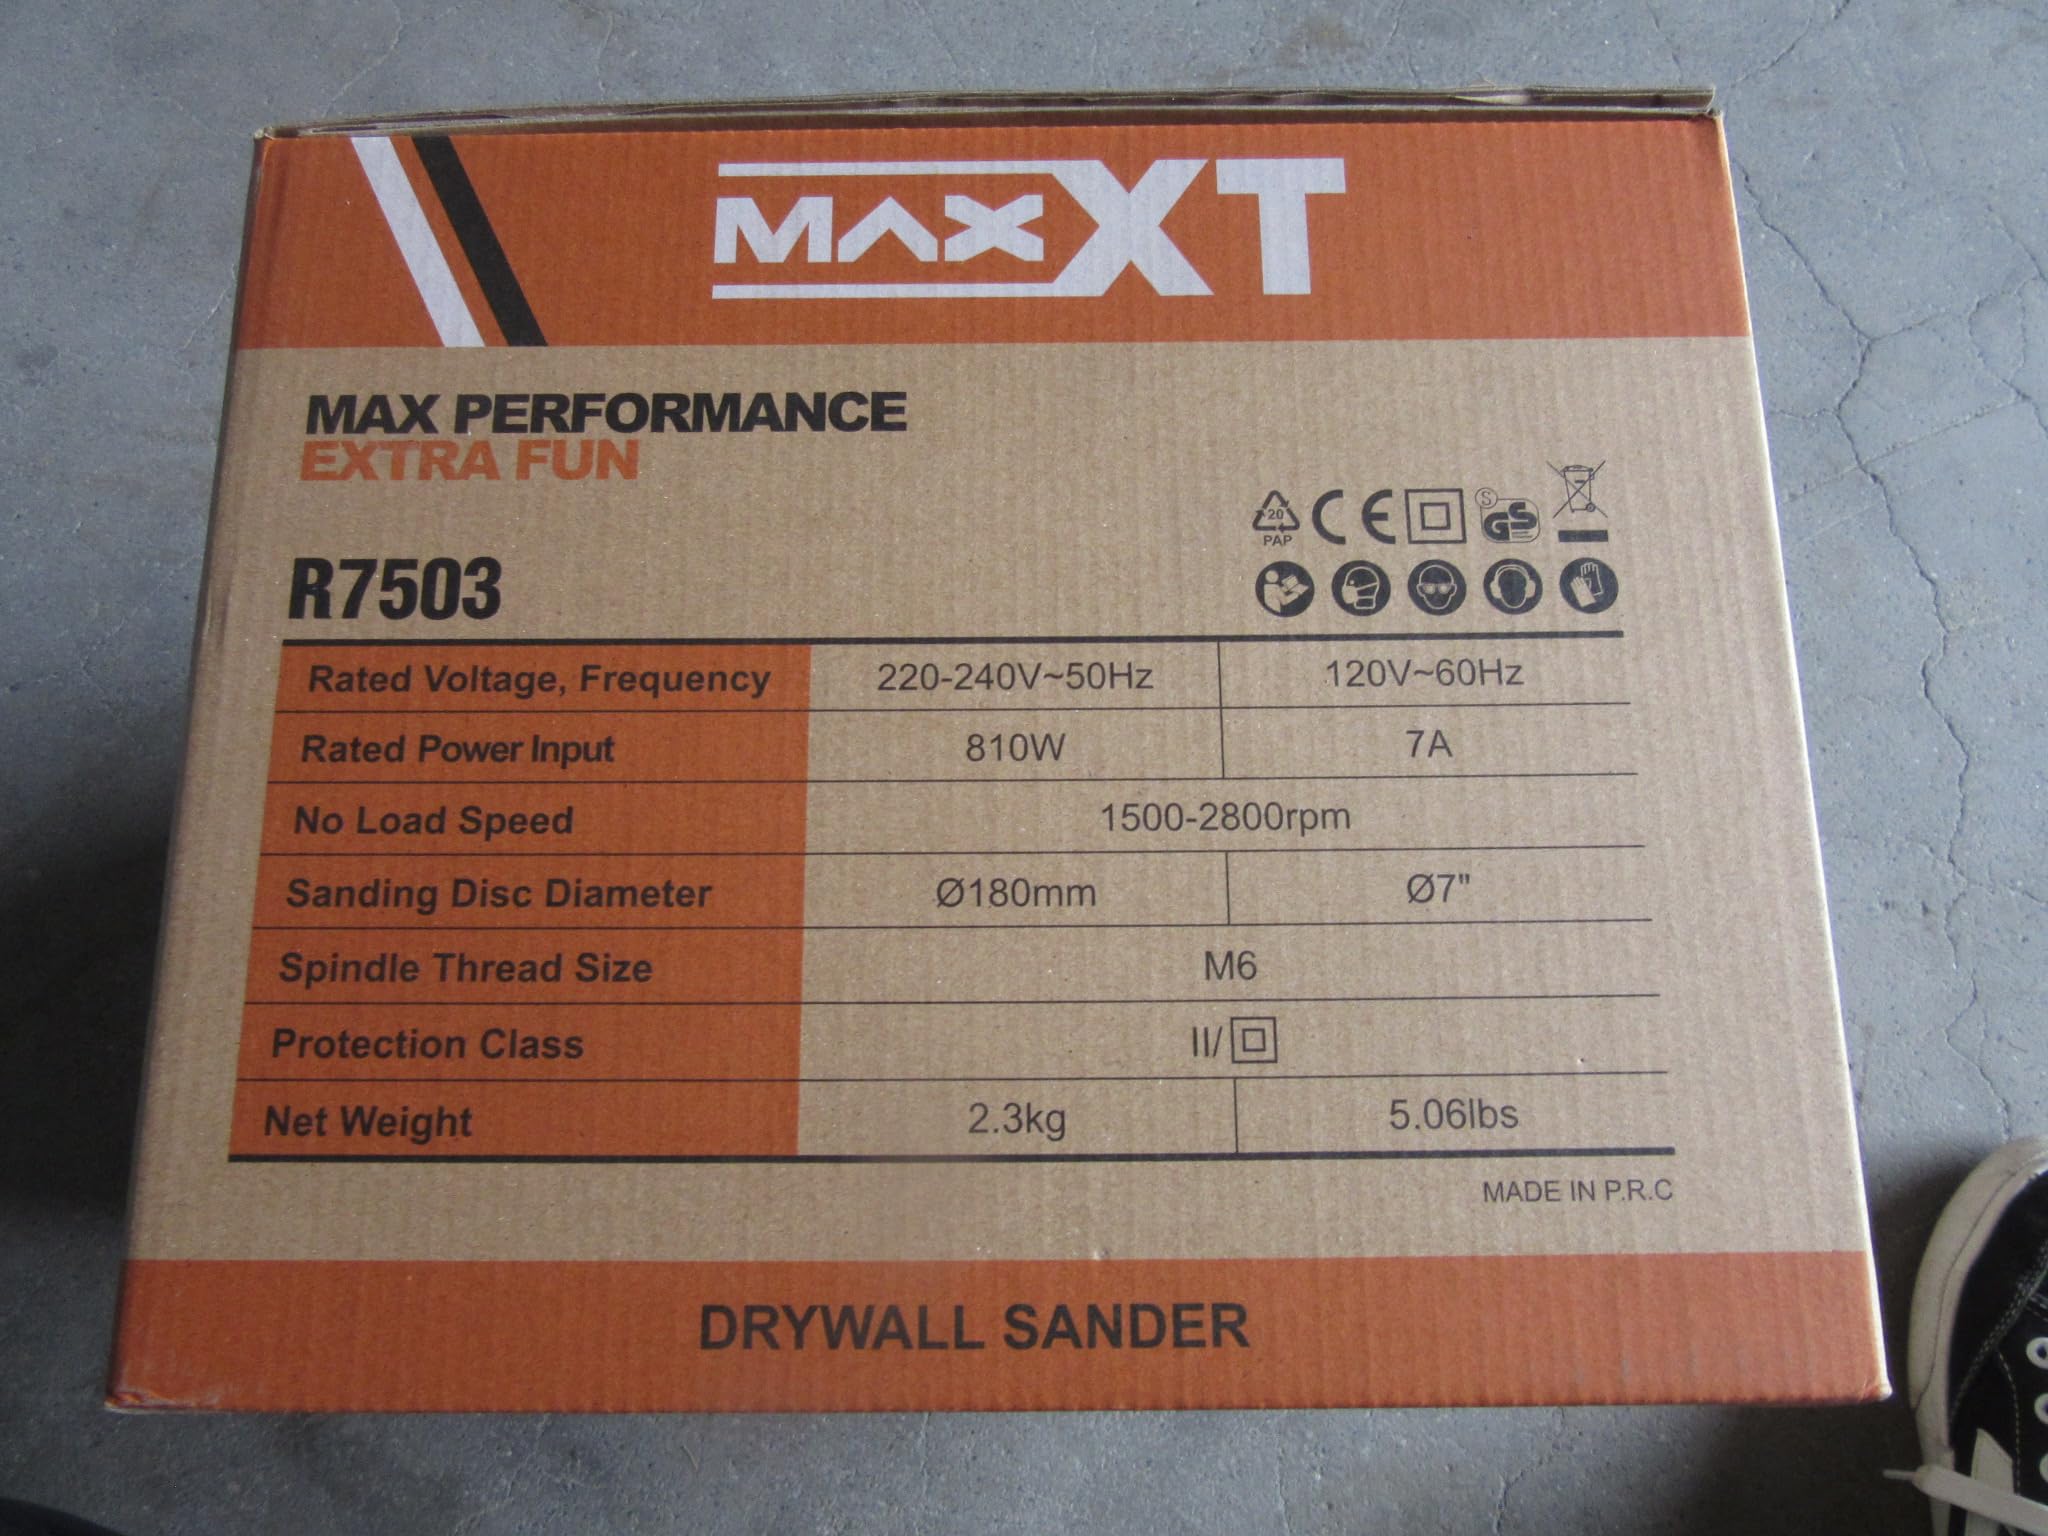 MAXXT
MAX PERFORMANCE
EXTRA FUN
20
PAP
CE
S
GS
R7503
Rated Voltage, Frequency 220-240V~50Hz 120V~60Hz
Rated Power Input 810W 7A
No Load Speed 1500-2800rpm
Sanding Disc Diameter Ø180mm Ø7"
Spindle Thread Size M6
Protection Class II/
Net Weight 2.3kg 5.06lbs
MADE IN P.R.C
DRYWALL SANDER